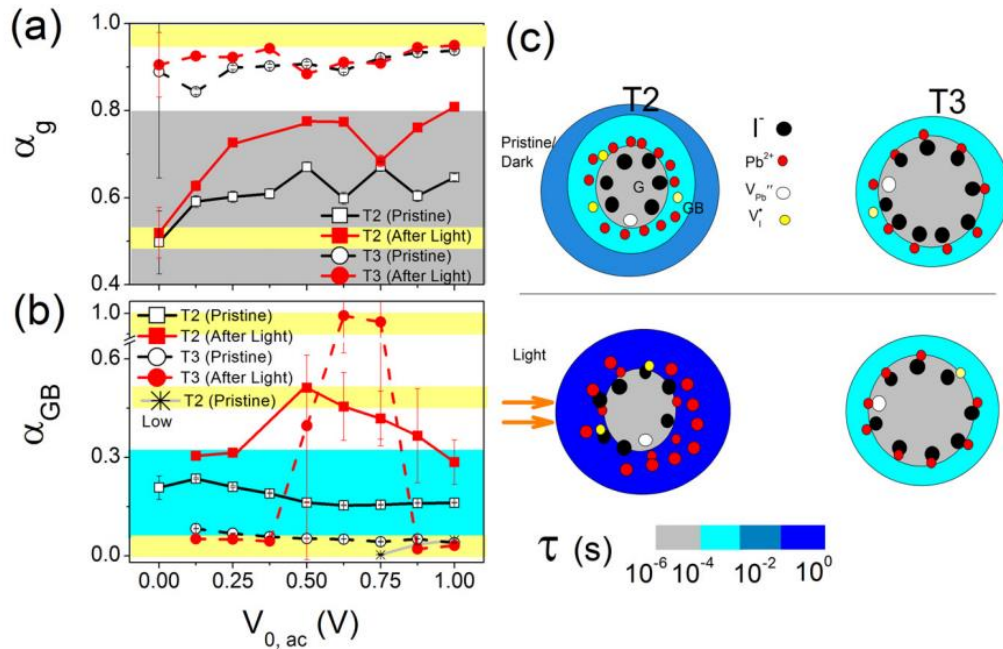 (a)
1.0
0.8
0.6
0.4
α_g
T2 (Pristine)
T2 (After Light)
T3 (Pristine)
T3 (After Light)
(b)
1.0
0.6
0.3
0.0
α_GB
T2 (Pristine)
T2 (After Light)
T3 (Pristine)
T3 (After Light)
T2 (Pristine)
Low
0.00 0.25 0.50 0.75 1.00
V_0, ac (V)
(c)
T2
T3
Pristine/
Dark
G
GB
I⁻
Pb²⁺
V_Pb''
V_I•
Light
τ (s)
10⁻⁶ 10⁻⁴ 10⁻² 10⁰